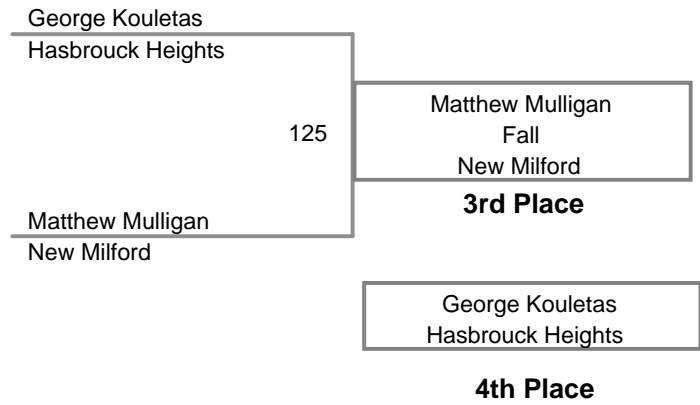 George Kouletas
Hasbrouck Heights
125
Matthew Mulligan
Fall
New Milford
3rd Place
Matthew Mulligan
New Milford
George Kouletas
Hasbrouck Heights
4th Place